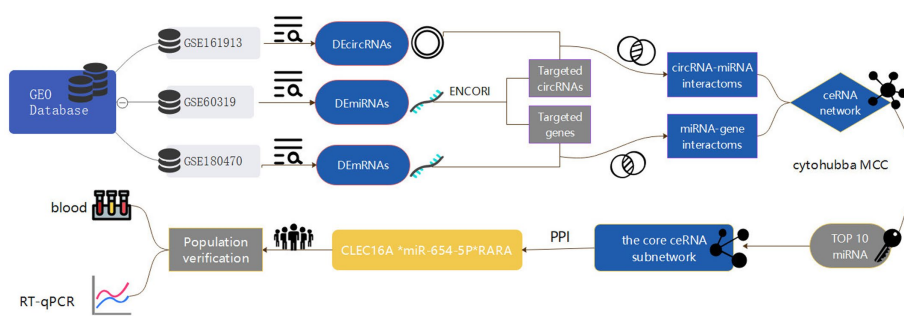 GEO
Database
GSE161913
GSE60319
GSE180470
DEcircRNAs
DEmiRNAs
DEmRNAs
ENCORI
Targeted
circRNAs
Targeted
genes
circRNA-miRNA
interactoms
miRNA-gene
interactoms
ceRNA
network
cytohubba MCC
TOP 10
miRNA
the core ceRNA
subnetwork
PPI
CLEC16A *miR-654-5P*RARA
Population
verification
blood
RT-qPCR